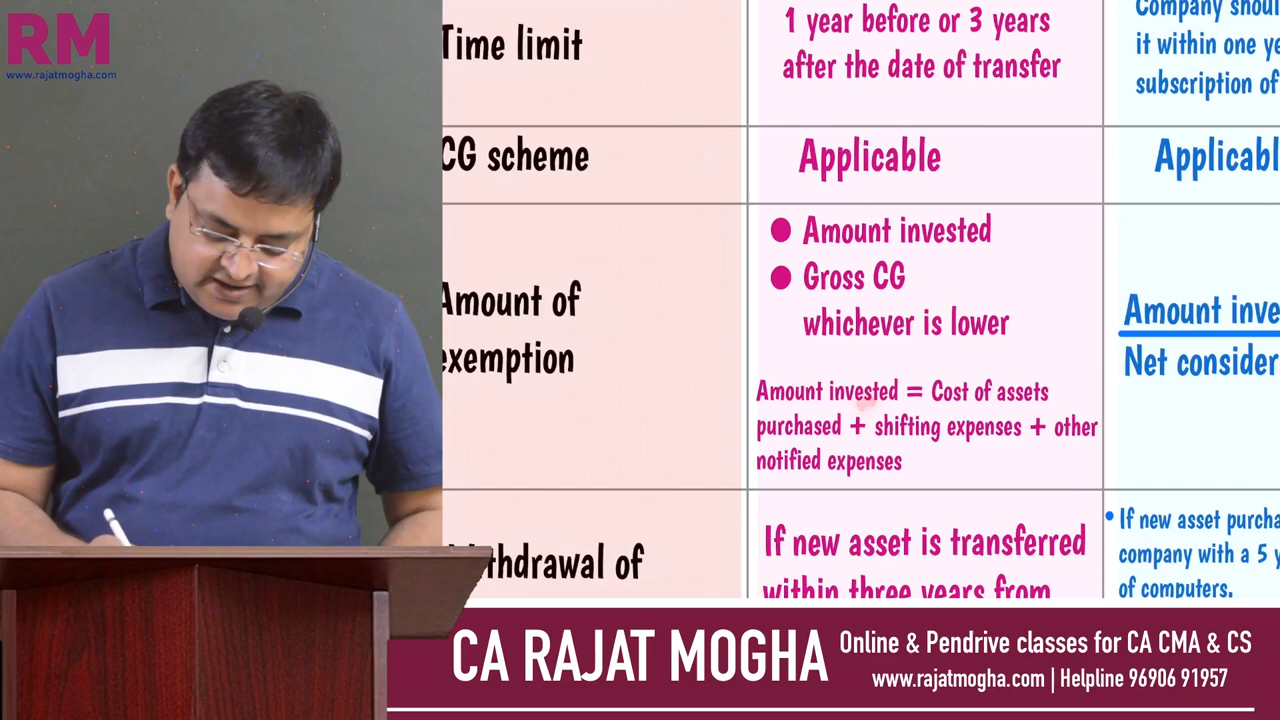 RM
www.rajatmogha.com
Time limit
1 year before or 3 years
after the date of transfer
Company shoul
it within one ye
subscription of
CG scheme
Applicable
Applicabl
Amount of
exemption
● Amount invested
● Gross CG
whichever is lower
Amount invested = Cost of assets
purchased + shifting expenses + other
notified expenses
Amount inve
Net consider
Withdrawal of
If new asset is transferred
within three years from
• If new asset purcha
company with a 5 y
of computers.
CA RAJAT MOGHA
Online & Pendrive classes for CA CMA & CS
www.rajatmogha.com | Helpline 96906 91957